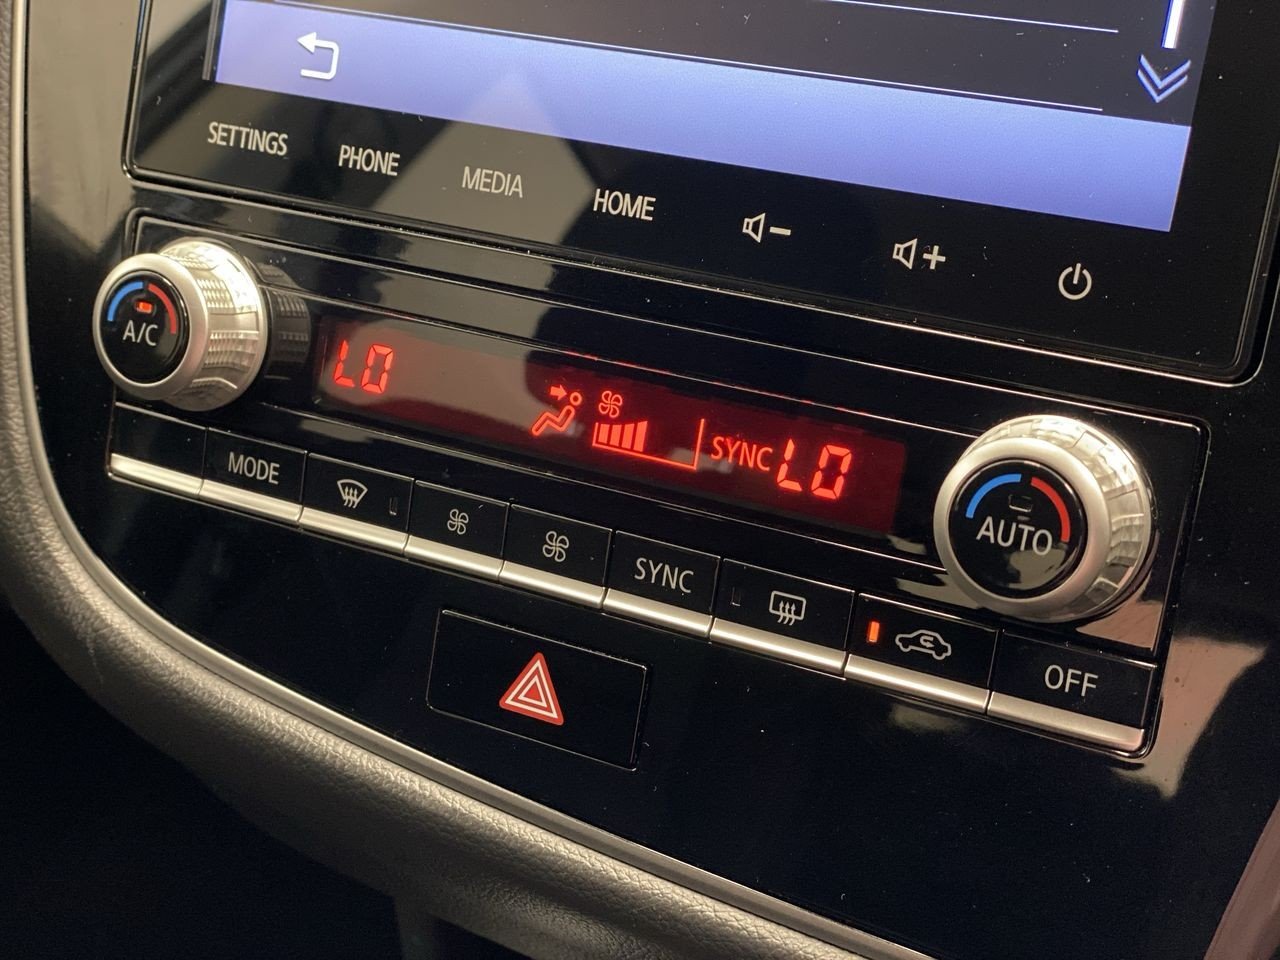 SETTINGS
PHONE
MEDIA
HOME
A/C
LO
SYNC
LO
AUTO
MODE
SYNC
OFF